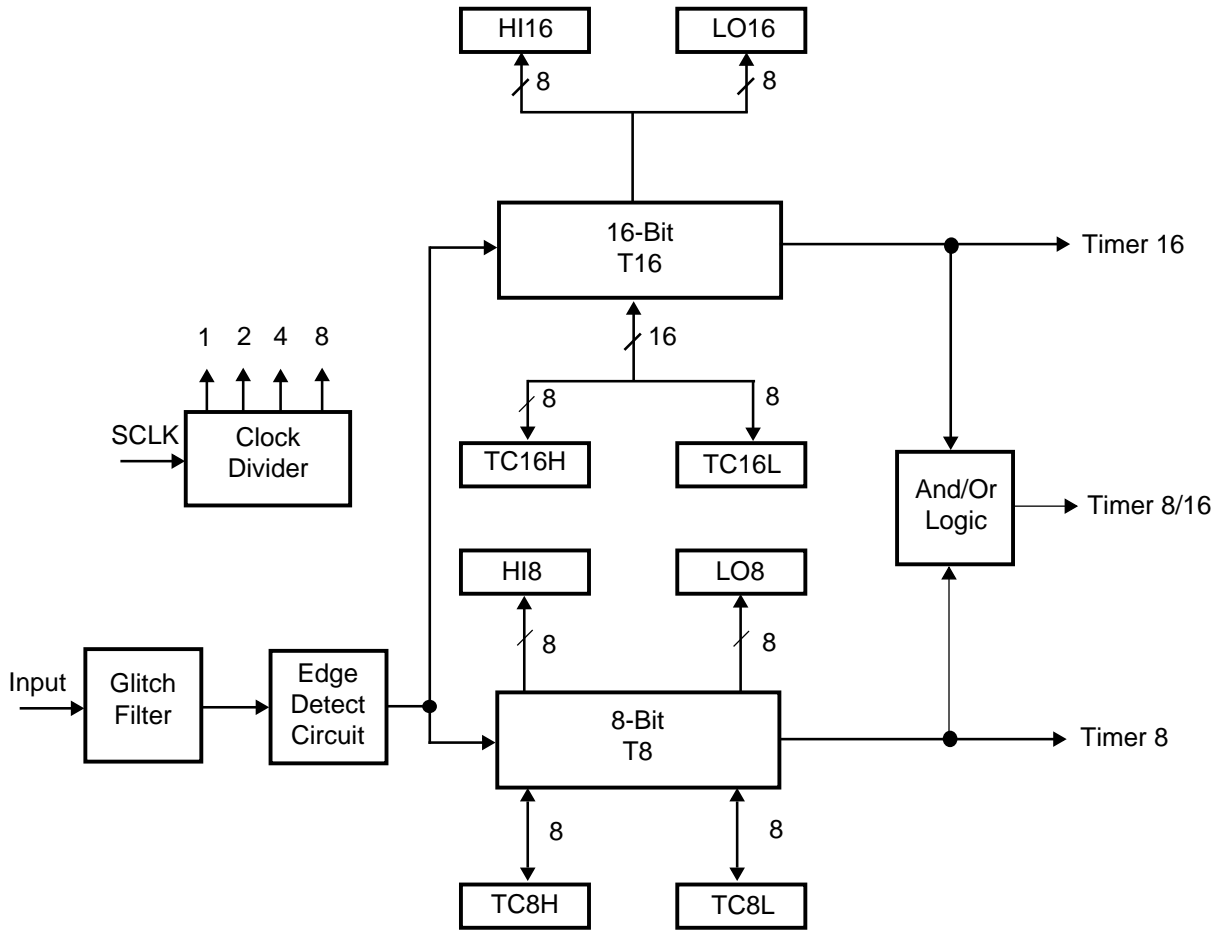 HI16
LO16
8
8
16-Bit
T16
Timer 16
16
1 2 4 8
8
8
SCLK
Clock
Divider
TC16H
TC16L
And/Or
Logic
Timer 8/16
HI8
LO8
8
8
Input
Glitch
Filter
Edge
Detect
Circuit
8-Bit
T8
Timer 8
8
8
TC8H
TC8L